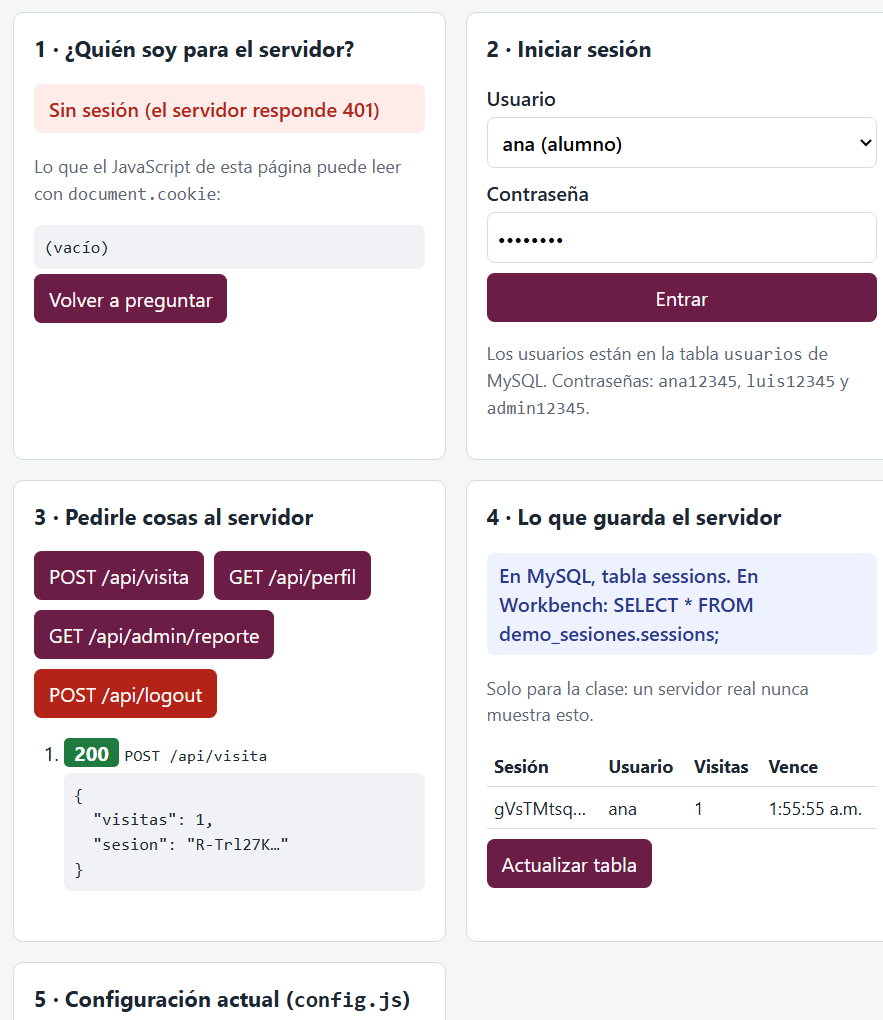 1 · ¿Quién soy para el servidor?
Sin sesión (el servidor responde 401)
Lo que el JavaScript de esta página puede leer
con document.cookie:
(vacío)
Volver a preguntar
2 · Iniciar sesión
Usuario
ana (alumno)
Contraseña
••••••••
Entrar
Los usuarios están en la tabla usuarios de
MySQL. Contraseñas: ana12345, luis12345 y
admin12345.
3 · Pedirle cosas al servidor
POST /api/visita
GET /api/perfil
GET /api/admin/reporte
POST /api/logout
1. 200 POST /api/visita
{
"visitas": 1,
"sesion": "R-Trl27K…"
}
4 · Lo que guarda el servidor
En MySQL, tabla sessions. En
Workbench: SELECT * FROM
demo_sesiones.sessions;
Solo para la clase: un servidor real nunca
muestra esto.
Sesión Usuario Visitas Vence
gVsTMtsq... ana 1 1:55:55 a.m.
Actualizar tabla
5 · Configuración actual (config.js)